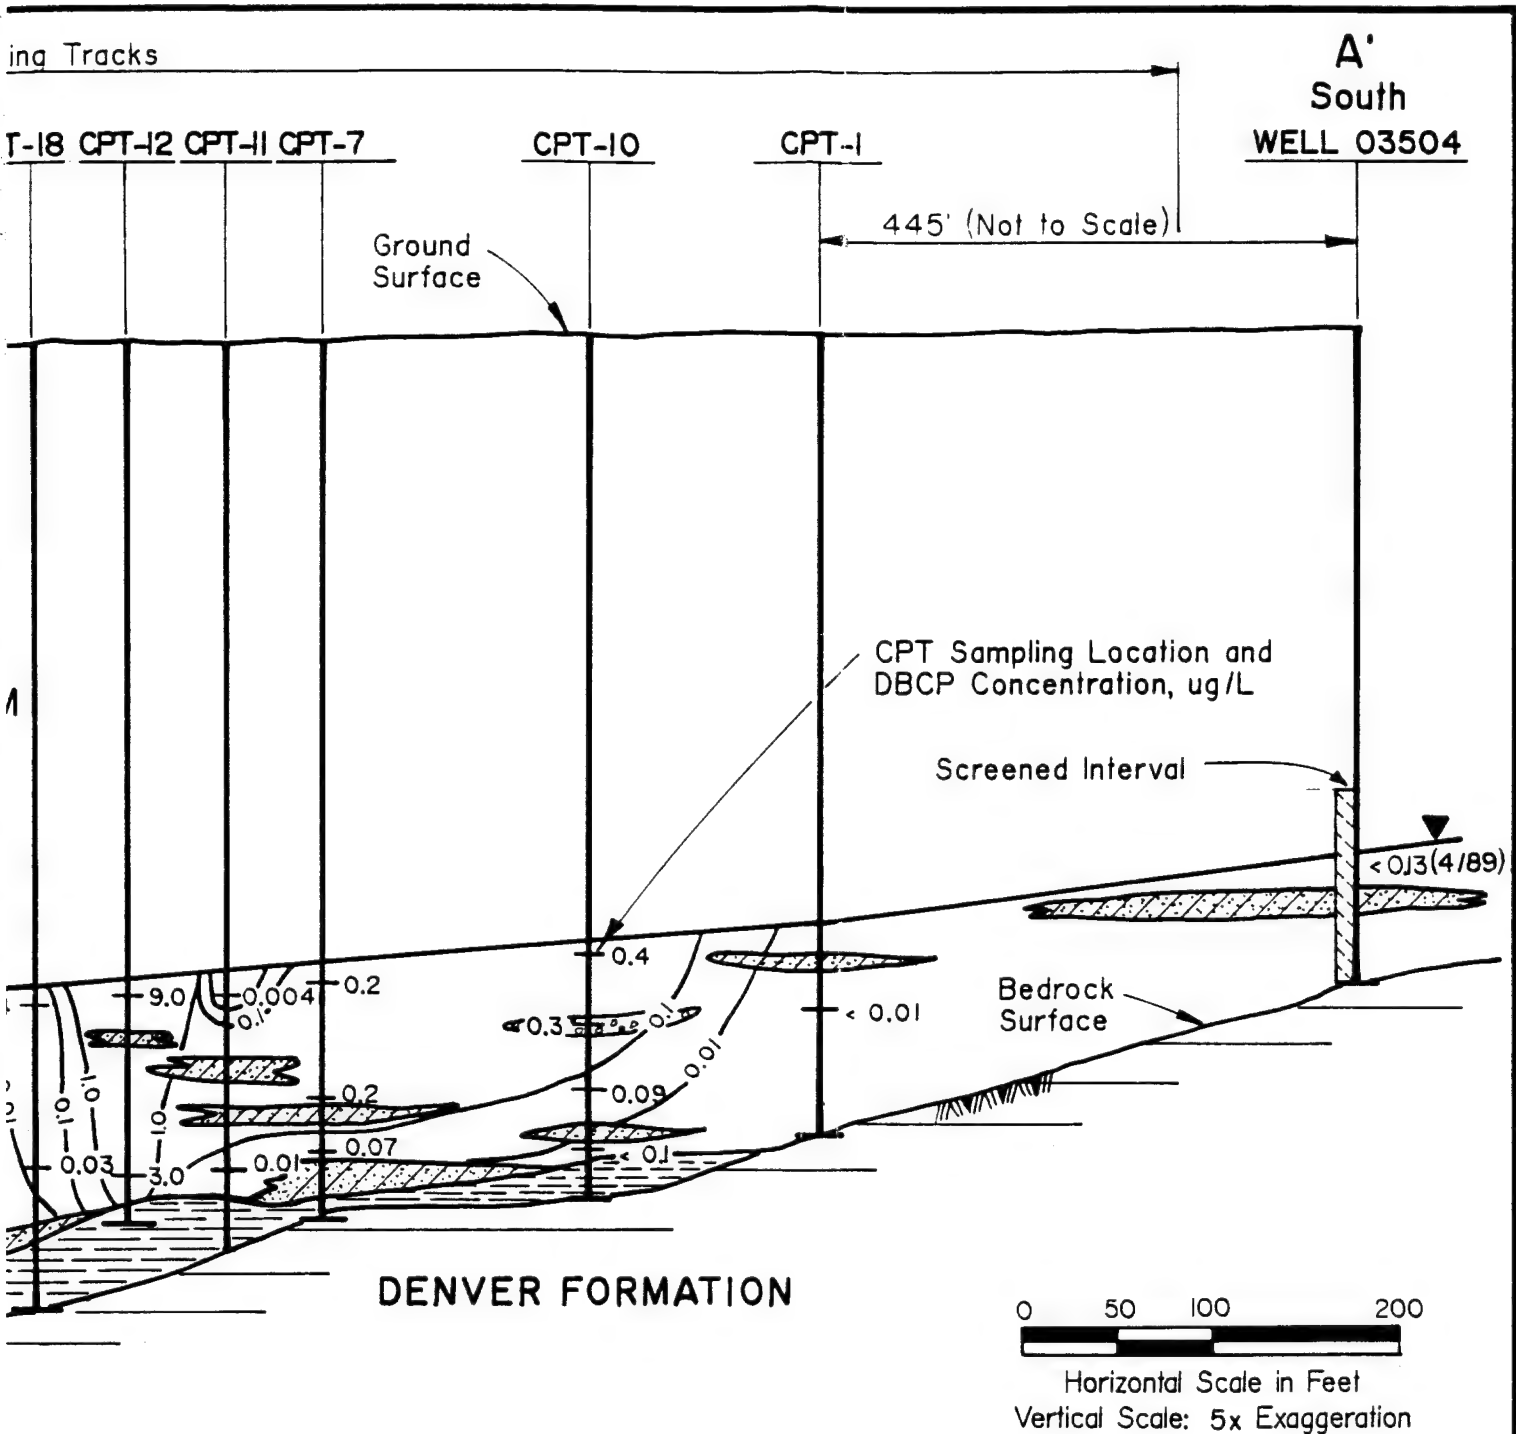 ing Tracks
A'
South
T-18 CPT-12 CPT-11 CPT-7 CPT-10 CPT-1 WELL 03504
445' (Not to Scale)
Ground
Surface
CPT Sampling Location and
DBCP Concentration, ug/L
Screened Interval
<0.13(4/89)
0.4
9.0
0.004
0.2
0.1
0.3
0.1
< 0.01
Bedrock
Surface
0.01
1.0
0.1
1.0
0.2
0.09
0.07
0.03
3.0
0.01
< 0.1
DENVER FORMATION
0 50 100 200
Horizontal Scale in Feet
Vertical Scale: 5x Exaggeration